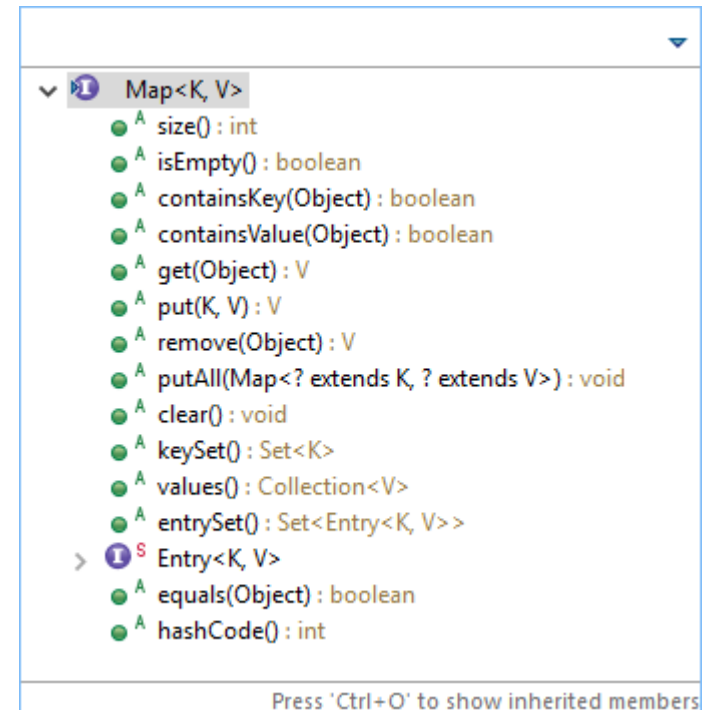 Map<K, V>
A size() : int
A isEmpty() : boolean
A containsKey(Object) : boolean
A containsValue(Object) : boolean
A get(Object) : V
A put(K, V) : V
A remove(Object) : V
A putAll(Map<? extends K, ? extends V>) : void
A clear() : void
A keySet() : Set<K>
A values() : Collection<V>
A entrySet() : Set<Entry<K, V>>
I S Entry<K, V>
A equals(Object) : boolean
A hashCode() : int
Press 'Ctrl+O' to show inherited members